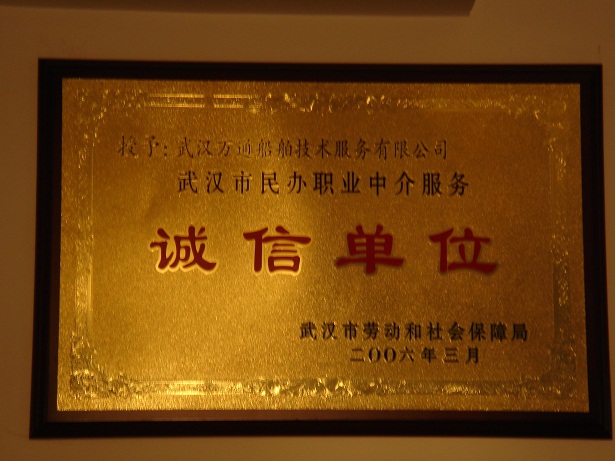 授予：武汉万通船舶技术服务有限公司
武汉市民办职业中介服务
诚信单位
武汉市劳动和社会保障局
二〇〇六年三月